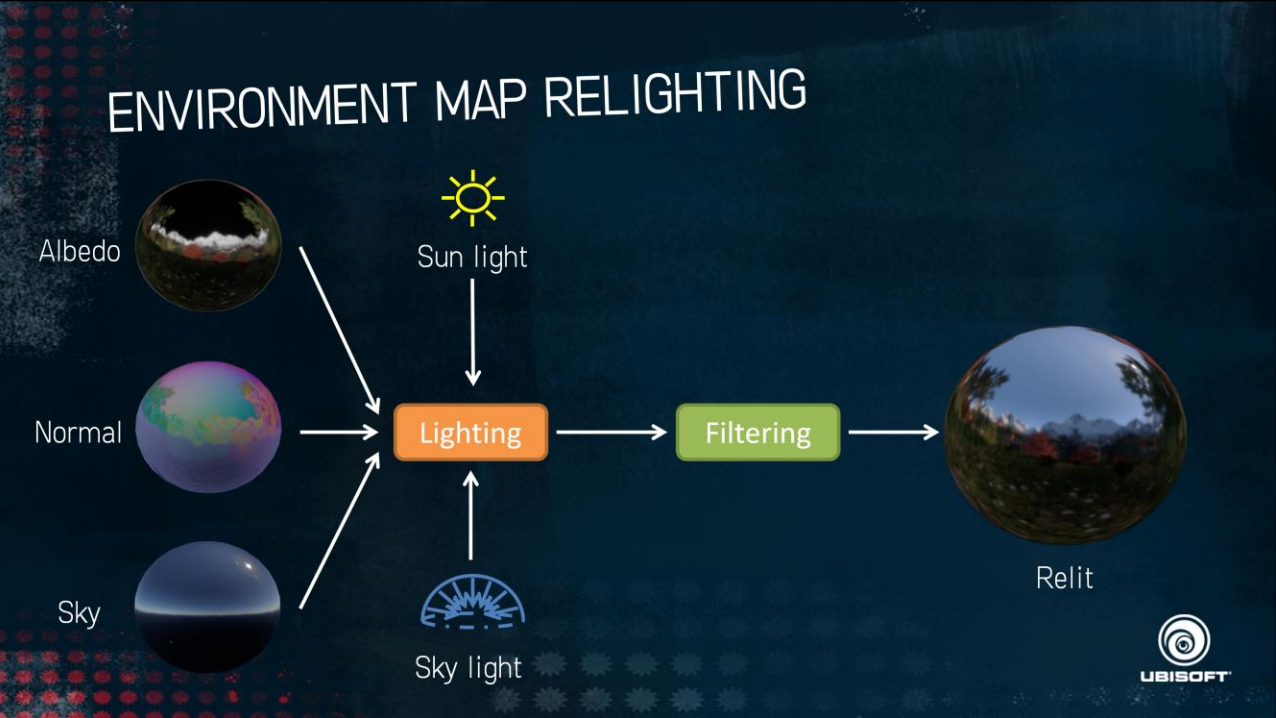 ENVIRONMENT MAP RELIGHTING
Albedo
Sun light
Normal
Lighting
Filtering
Relit
Sky
Sky light
UBISOFT